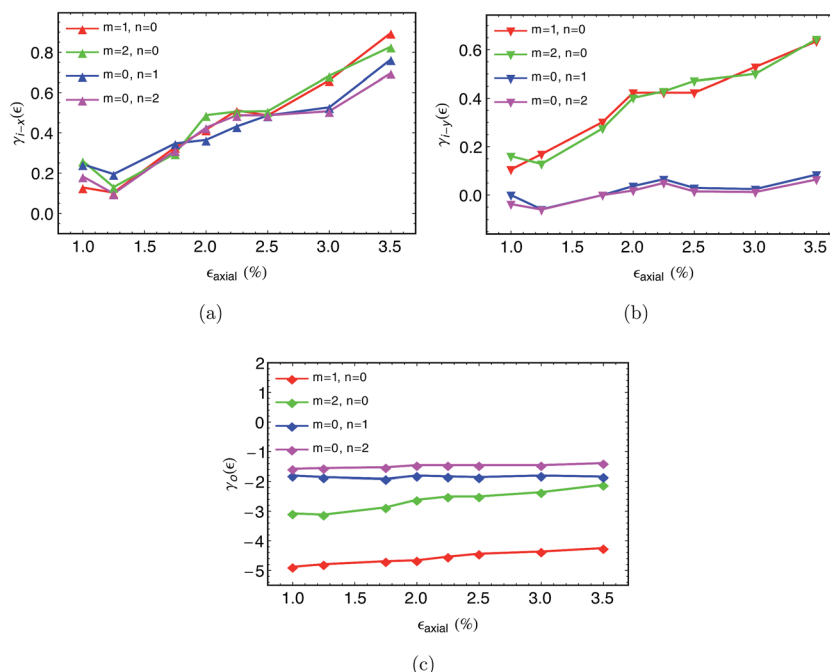 m=1, n=0
m=2, n=0
m=0, n=1
m=0, n=2
0.8
0.6
0.4
0.2
0.0
γi−x(ϵ)
1.0 1.5 2.0 2.5 3.0 3.5
ϵaxial (%)
(a)
m=1, n=0
m=2, n=0
m=0, n=1
m=0, n=2
0.6
0.4
0.2
0.0
γi−y(ϵ)
1.0 1.5 2.0 2.5 3.0 3.5
ϵaxial (%)
(b)
m=1, n=0
m=2, n=0
m=0, n=1
m=0, n=2
2
1
0
−1
−2
−3
−4
−5
γo(ϵ)
1.0 1.5 2.0 2.5 3.0 3.5
ϵaxial (%)
(c)